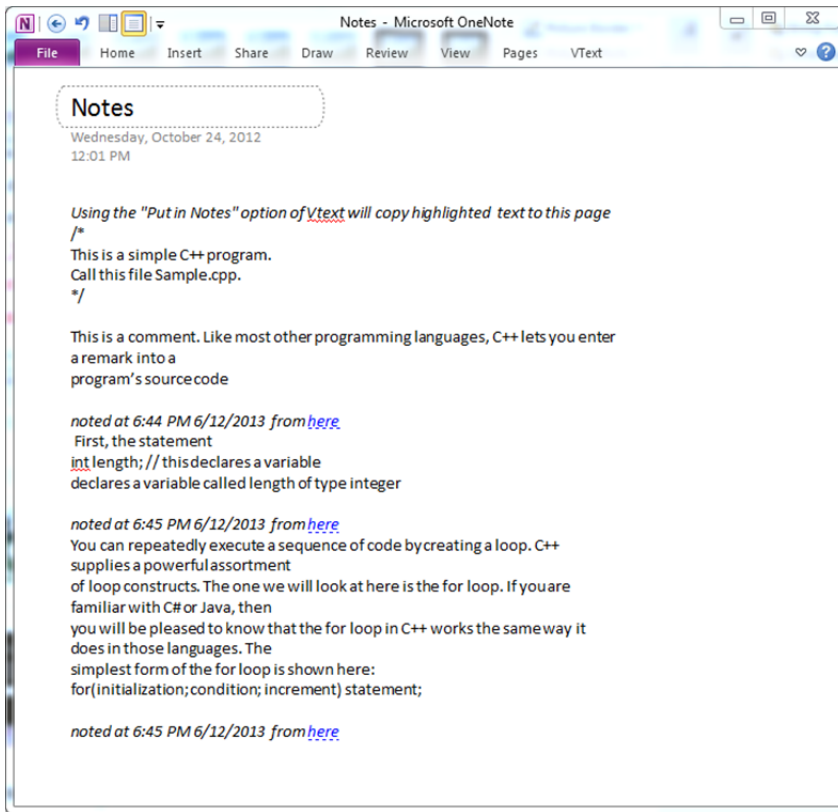 Notes - Microsoft OneNote
File Home Insert Share Draw Review View Pages VText
Notes
Wednesday, October 24, 2012
12:01 PM
Using the "Put in Notes" option of Vtext will copy highlighted text to this page
/*
This is a simple C++ program.
Call this file Sample.cpp.
*/
This is a comment. Like most other programming languages, C++ lets you enter
a remark into a
program's source code
noted at 6:44 PM 6/12/2013 from here
First, the statement
int length; // this declares a variable
declares a variable called length of type integer
noted at 6:45 PM 6/12/2013 from here
You can repeatedly execute a sequence of code by creating a loop. C++
supplies a powerful assortment
of loop constructs. The one we will look at here is the for loop. If you are
familiar with C# or Java, then
you will be pleased to know that the for loop in C++ works the same way it
does in those languages. The
simplest form of the for loop is shown here:
for(initialization; condition; increment) statement;
noted at 6:45 PM 6/12/2013 from here